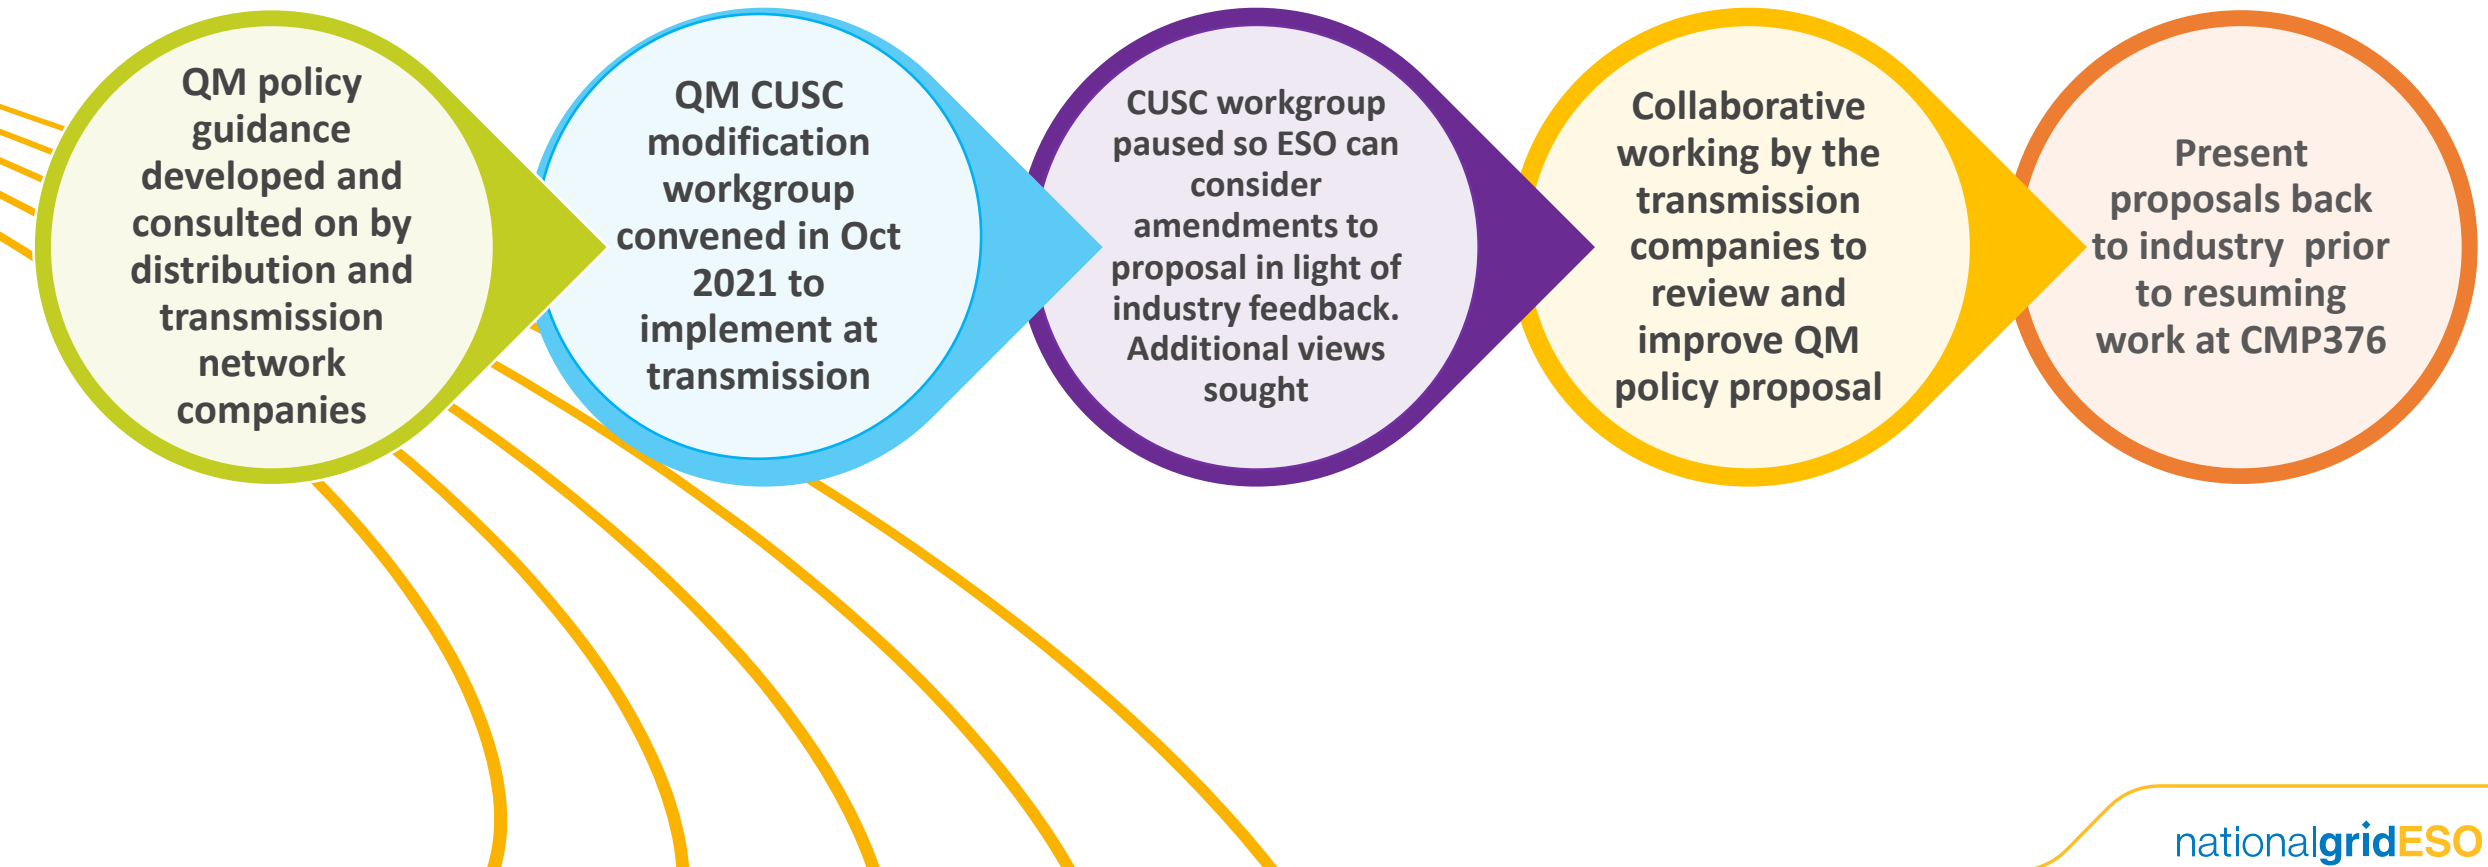 QM policy
guidance
developed and
consulted on by
distribution and
transmission
network
companies
QM CUSC
modification
workgroup
convened in Oct
2021 to
implement at
transmission
CUSC workgroup
paused so ESO can
consider
amendments to
proposal in light of
industry feedback.
Additional views
sought
Collaborative
working by the
transmission
companies to
review and
improve QM
policy proposal
Present
proposals back
to industry  prior
to resuming
work at CMP376
nationalgridESO